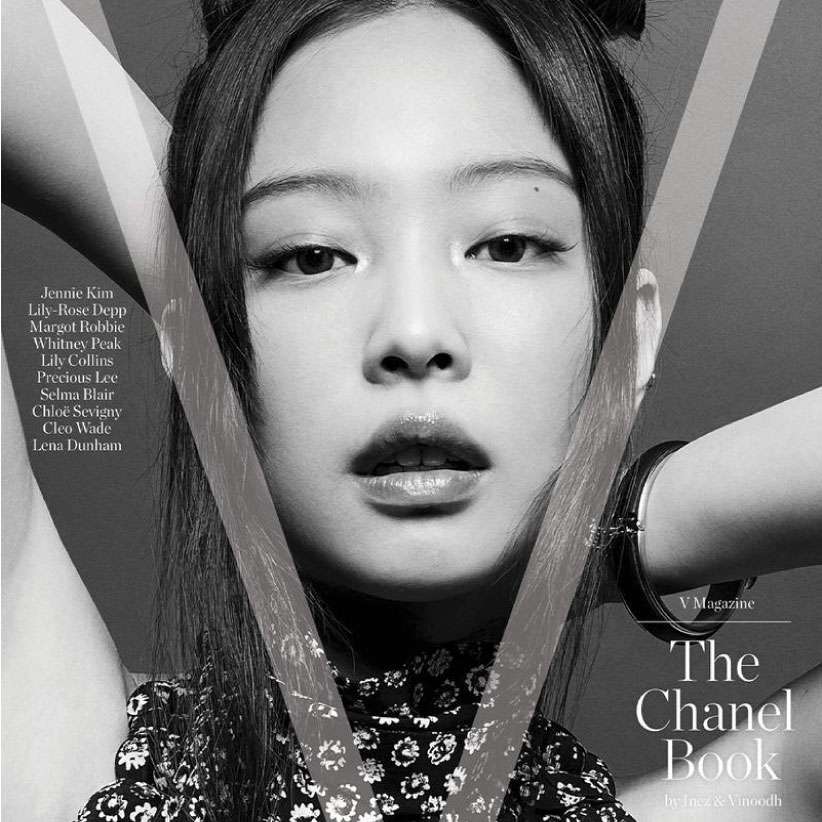 V
Jennie Kim
Lily-Rose Depp
Margot Robbie
Whitney Peak
Lily Collins
Precious Lee
Selma Blair
Chloë Sevigny
Cleo Wade
Lena Dunham
V Magazine
The
Chanel
Book
by Inez & Vinoodh